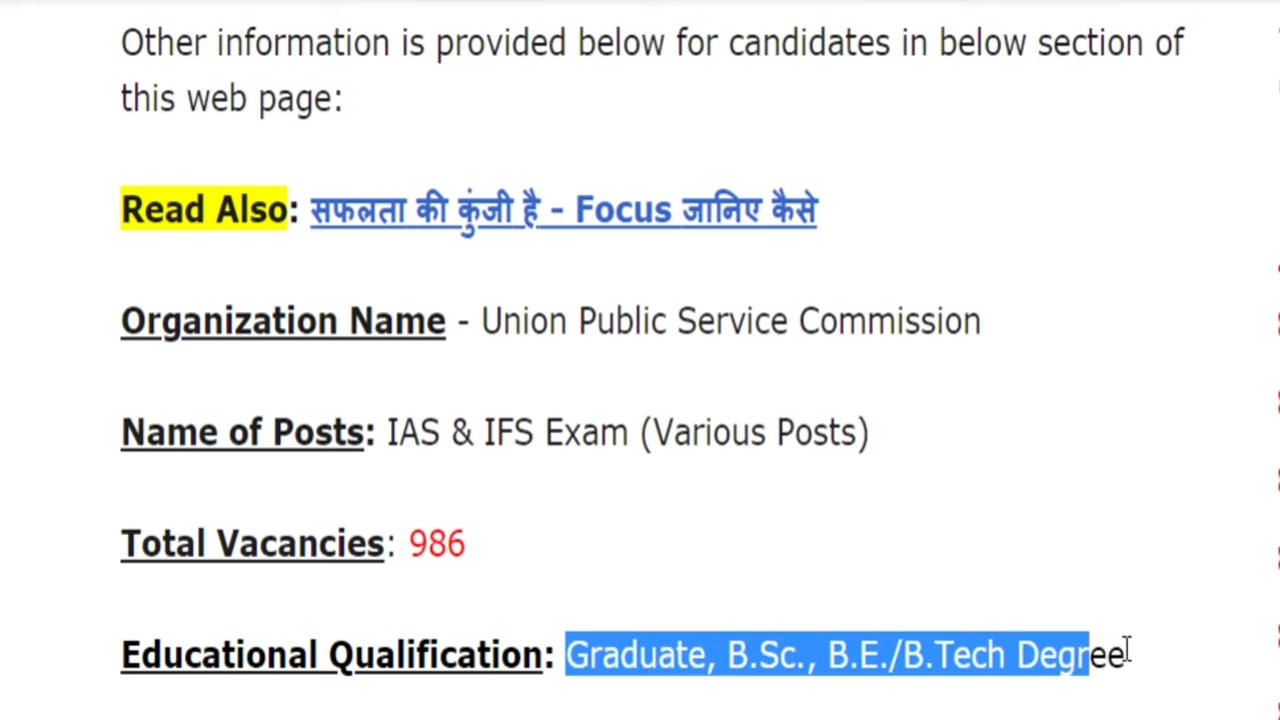 Other information is provided below for candidates in below section of
this web page:
Read Also: सफलता की कुंजी है - Focus जानिए कैसे
Organization Name - Union Public Service Commission
Name of Posts: IAS & IFS Exam (Various Posts)
Total Vacancies: 986
Educational Qualification: Graduate, B.Sc., B.E./B.Tech Degree